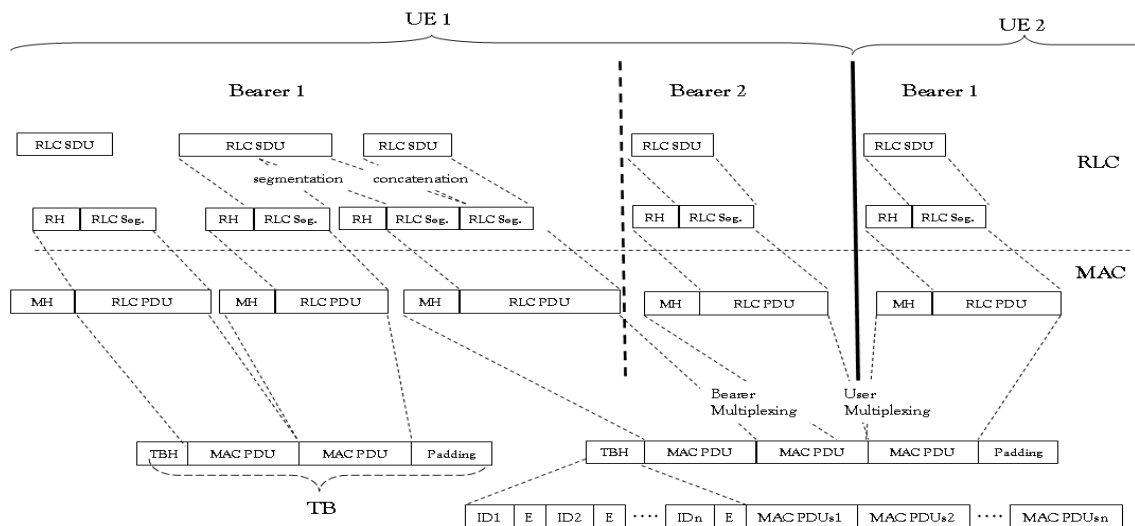 UE 1
UE 2
Bearer 1
Bearer 2
Bearer 1
RLC SDU
RLC SDU
RLC SDU
RLC SDU
RLC SDU
RLC
segmentation
concatenation
RH
RLC Seg.
RH
RLC Seg.
RH
RLC Seg.
RLC Seg.
RH
RLC Seg.
RH
RLC Seg.
MAC
MH
RLC PDU
MH
RLC PDU
MH
RLC PDU
MH
RLC PDU
MH
RLC PDU
Bearer
Multiplexing
User
Multiplexing
TBH
MAC PDU
MAC PDU
Padding
TBH
MAC PDU
MAC PDU
MAC PDU
Padding
TB
ID1
E
ID2
E
....
IDn
E
MAC PDUs1
MAC PDUs2
....
MAC PDUsn